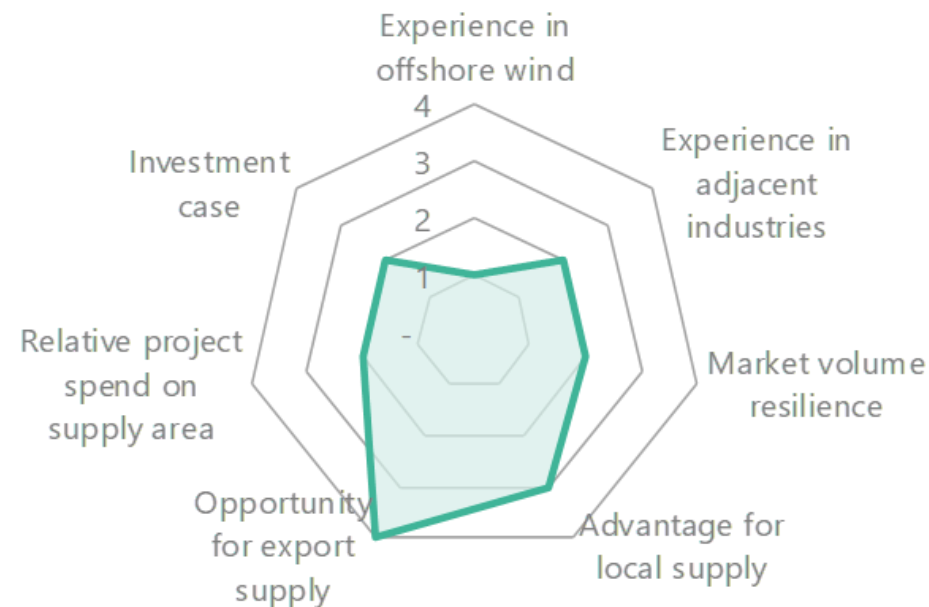 Experience in
offshore wind
4
3
2
1
-
Experience in
adjacent
industries
Market volume
resilience
Advantage for
local supply
Opportunity
for export
supply
Relative project
spend on
supply area
Investment
case